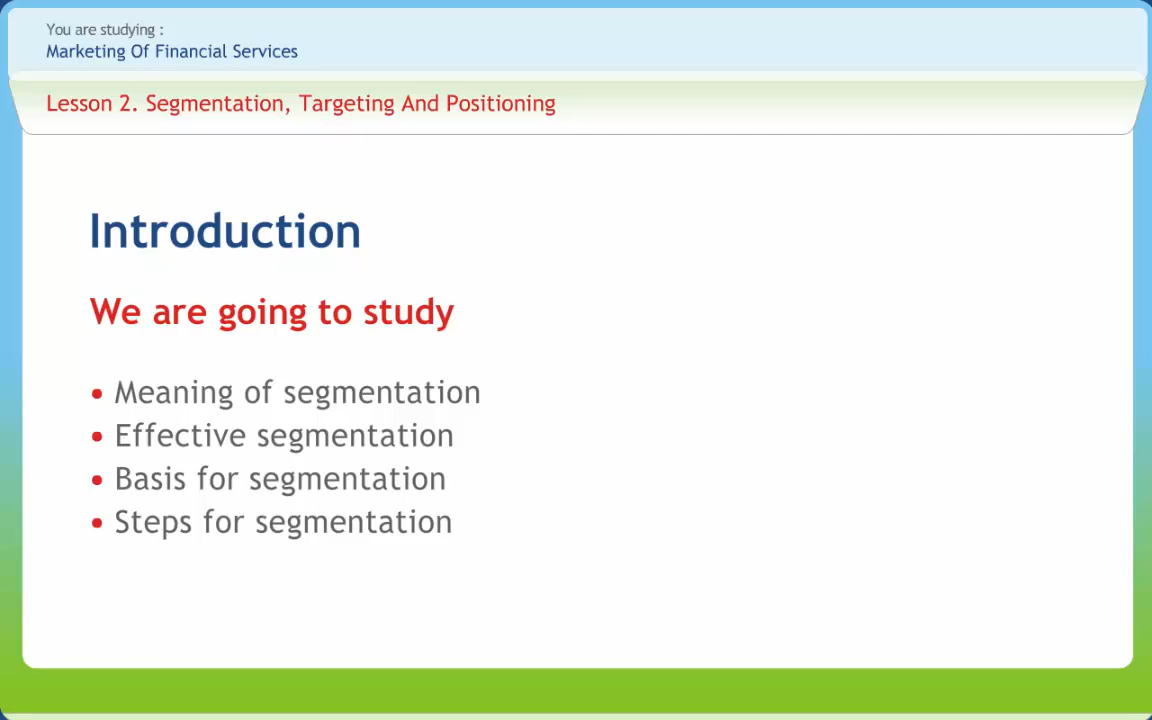 You are studying :
Marketing Of Financial Services
Lesson 2. Segmentation, Targeting And Positioning
Introduction
We are going to study
• Meaning of segmentation
• Effective segmentation
• Basis for segmentation
• Steps for segmentation